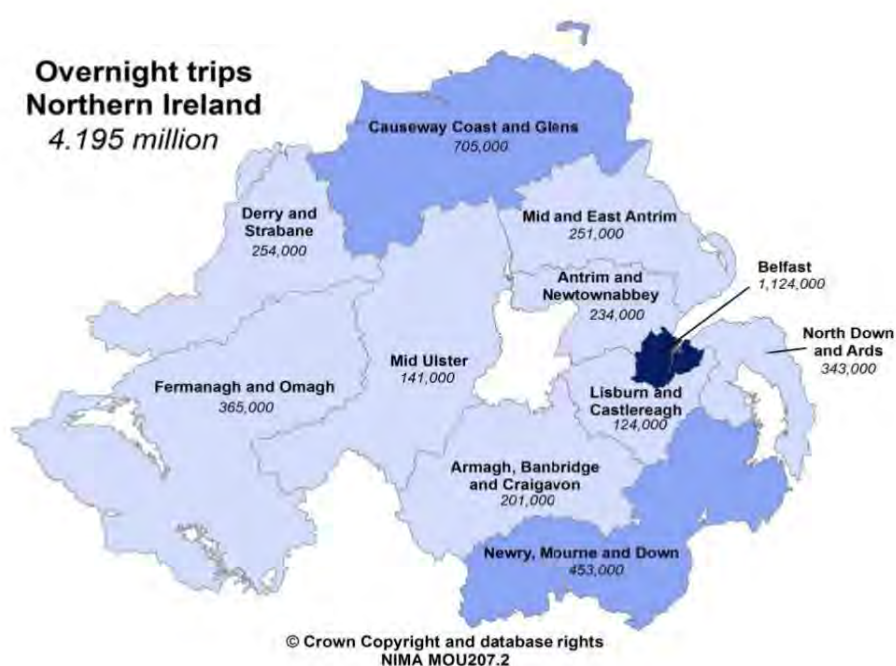 Overnight trips
Northern Ireland
4.195 million
Causeway Coast and Glens
705,000
Derry and
Strabane
254,000
Mid and East Antrim
251,000
Antrim and
Newtownabbey
234,000
Belfast
1,124,000
North Down
and Ards
343,000
Mid Ulster
141,000
Fermanagh and Omagh
365,000
Lisburn and
Castlereagh
124,000
Armagh, Banbridge
and Craigavon
201,000
Newry, Mourne and Down
453,000
© Crown Copyright and database rights
NIMA MOU207.2